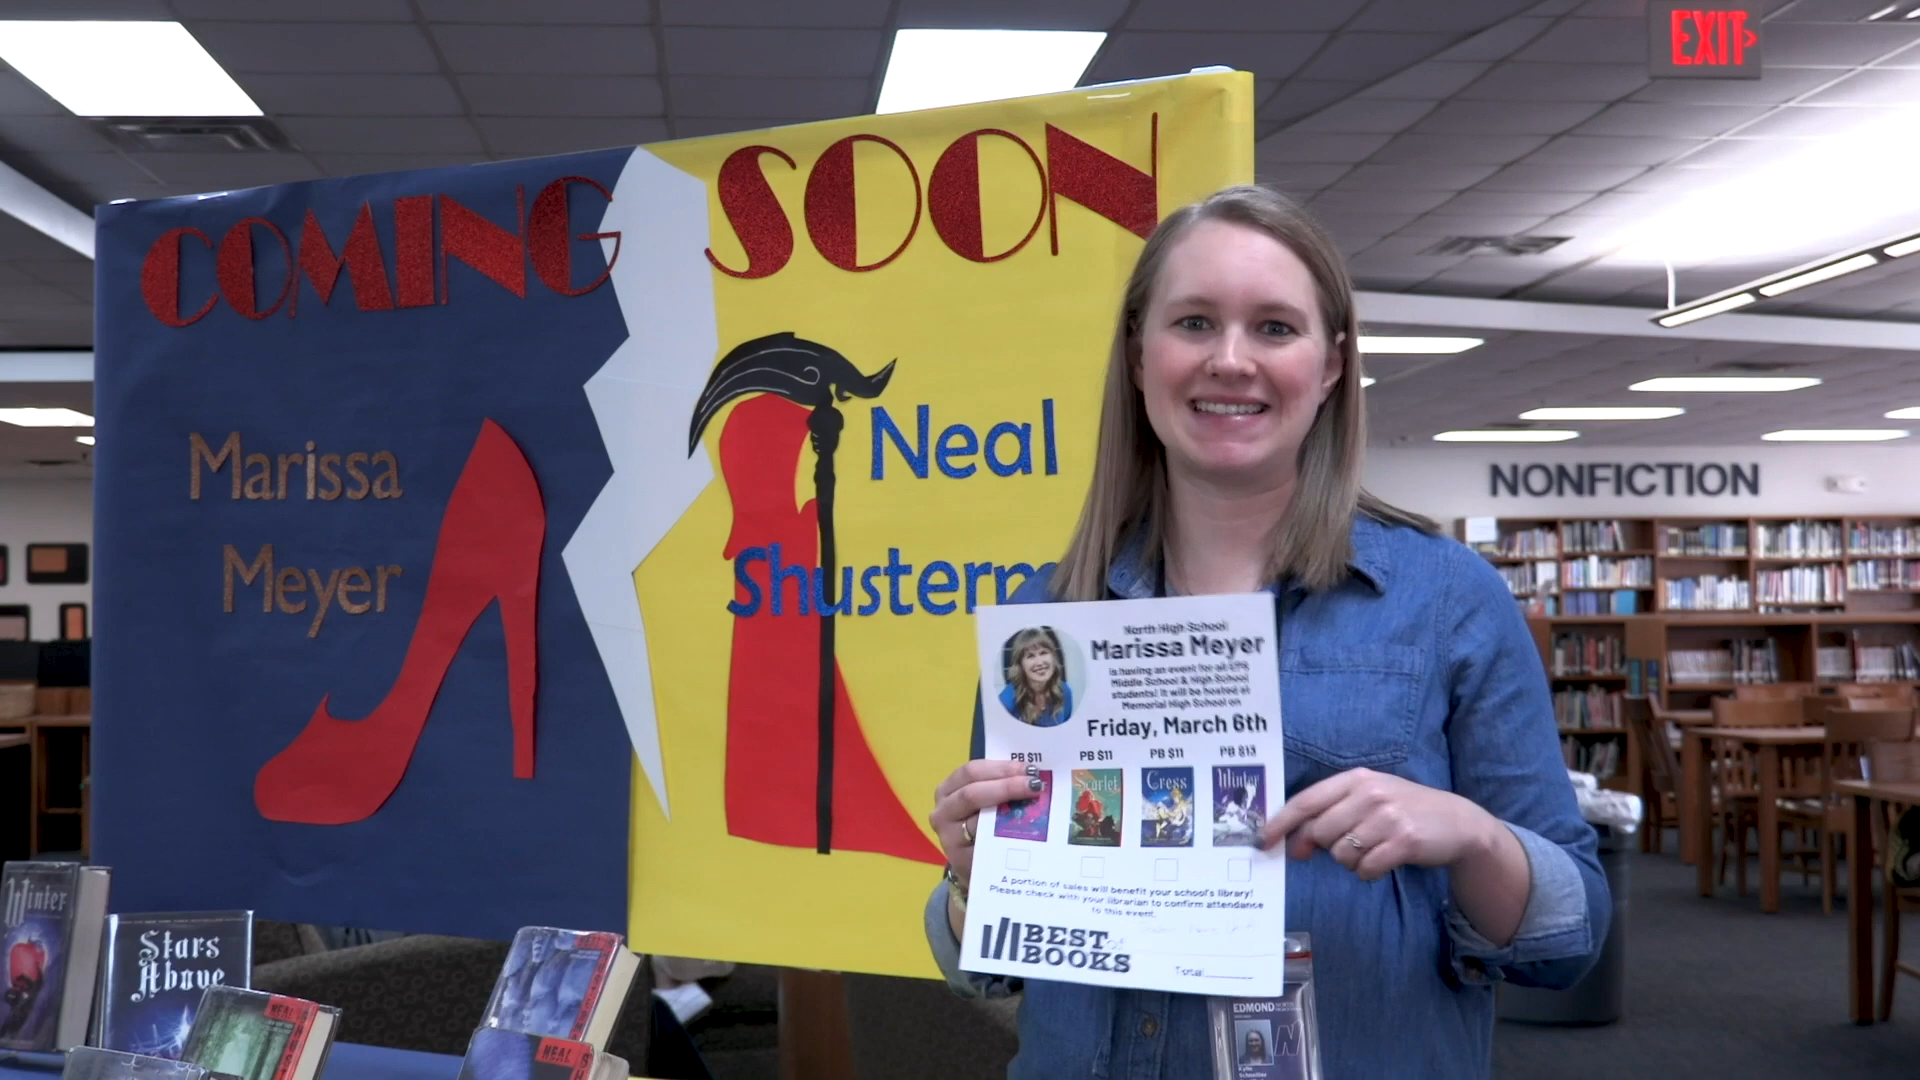 EXIT
COMING SOON
Marissa
Meyer
Neal
Shusterm
NONFICTION
North High School
Marissa Meyer
is having an event for all EPS
Middle School & High School
students! It will be hosted at
Memorial High School on
Friday, March 6th
PB $11 PB $11 PB $11 PB $13
Scarlet Cress Winter
A portion of sales will benefit your school's library!
Please check with your librarian to confirm attendance
to this event.
BEST of
BOOKS
Total
EDMOND
N
Winter
Stars
Above
NEAL
NEAL